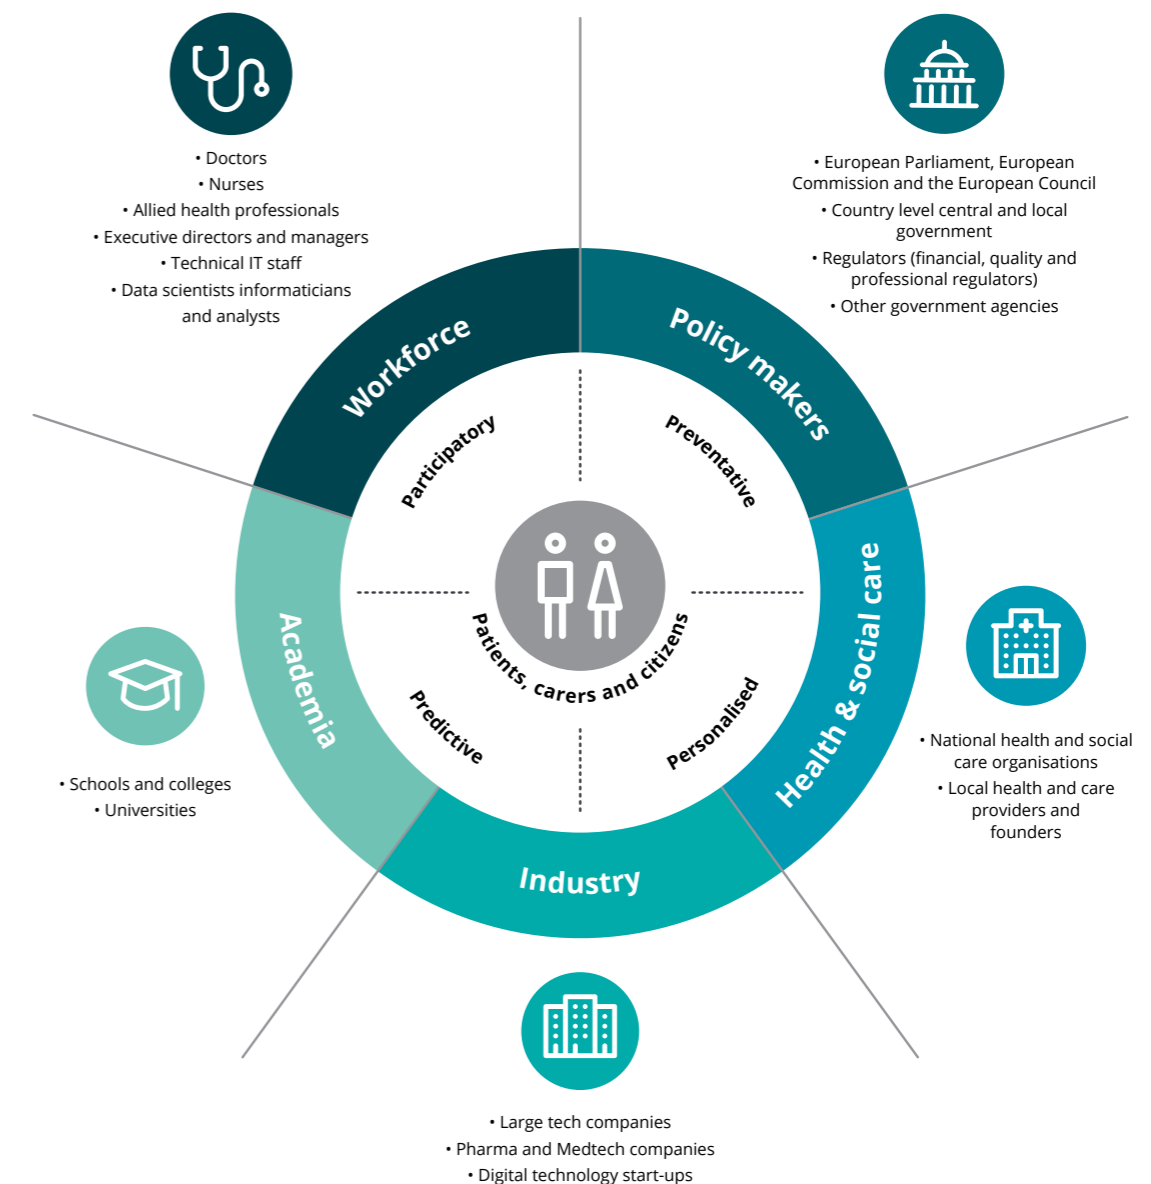 • Doctors
• Nurses
• Allied health professionals
• Executive directors and managers
• Technical IT staff
• Data scientists informaticians
and analysts
• European Parliament, European
Commission and the European Council
• Country level central and local
government
• Regulators (financial, quality and
professional regulators)
• Other government agencies
Workforce
Policy makers
Participatory
Preventative
Health & social care
Academia
Patients, carers and citizens
Predictive
Personalised
• National health and social
care organisations
• Local health and care
providers and
founders
• Schools and colleges
• Universities
Industry
• Large tech companies
• Pharma and Medtech companies
• Digital technology start-ups